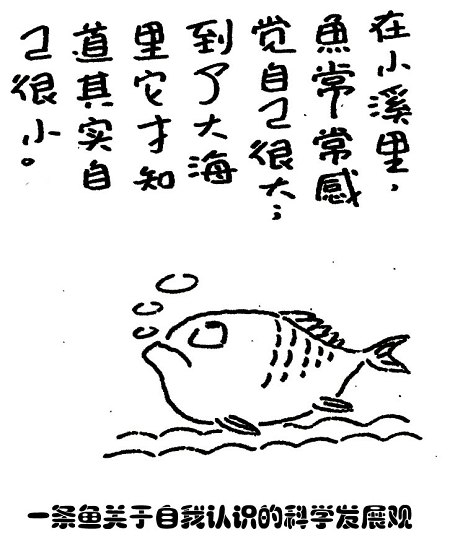 在小溪里，
魚常常感
觉自己很大；
到了大海
里它才知
道其实自
己很小。
一条鱼关于自我认识的科学发展观